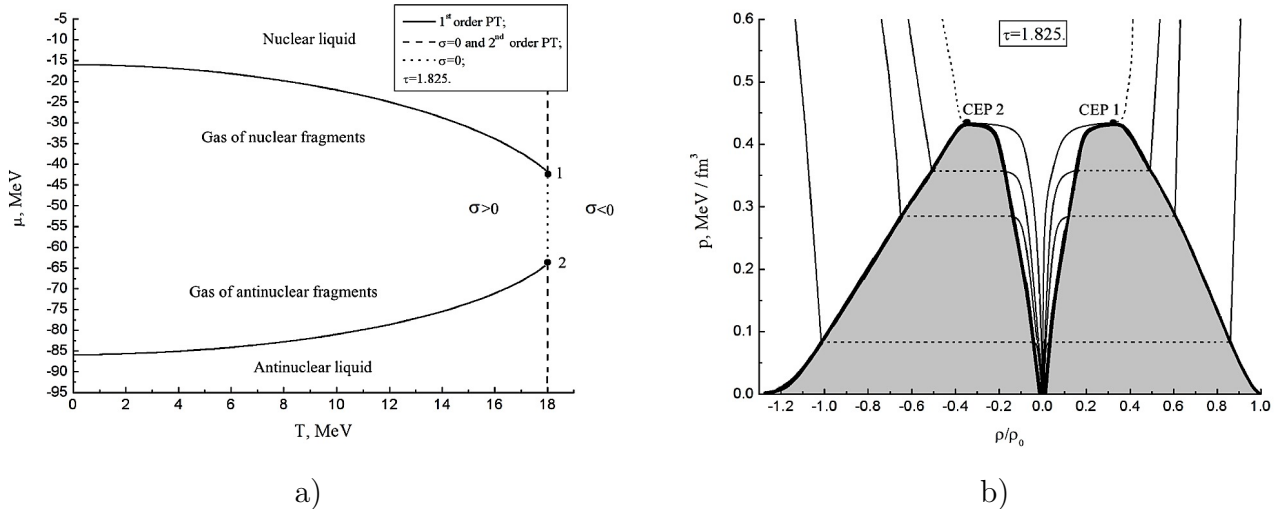 -5
-10
-15
-20
-25
-30
-35
-40
-45
-50
-55
-60
-65
-70
-75
-80
-85
-90
-95
μ, MeV
0 2 4 6 8 10 12 14 16 18
T, MeV
Nuclear liquid
1st order PT;
σ=0 and 2nd order PT;
σ=0;
τ=1.825.
Gas of nuclear fragments
1
σ>0 σ<0
2
Gas of antinuclear fragments
Antinuclear liquid
a)
0.6
0.5
0.4
0.3
0.2
0.1
0.0
p, MeV / fm³
τ=1.825.
CEP 2 CEP 1
-1.2 -1.0 -0.8 -0.6 -0.4 -0.2 0.0 0.2 0.4 0.6 0.8 1.0
ρ/ρ₀
b)